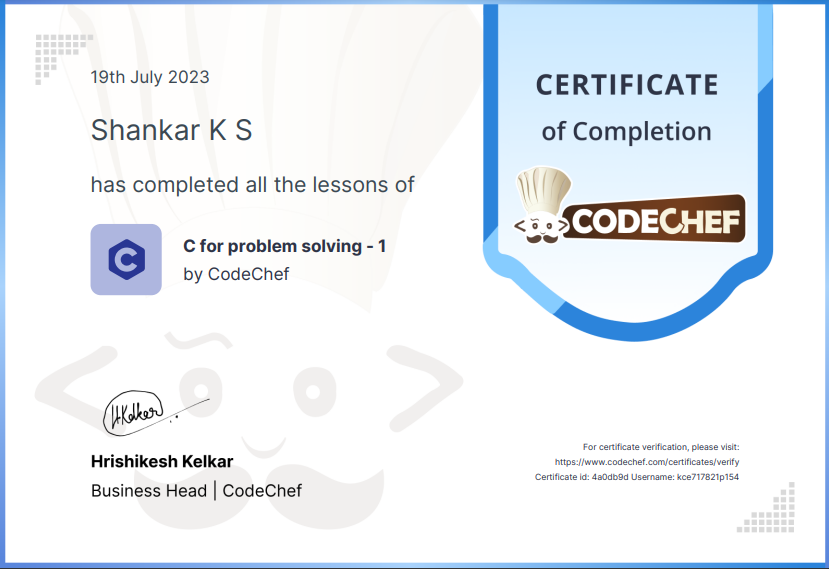 19th July 2023
Shankar K S
has completed all the lessons of
C
C for problem solving - 1
by CodeChef
CERTIFICATE
of Completion
CODECHEF
H.Kelkar
Hrishikesh Kelkar
Business Head | CodeChef
For certificate verification, please visit:
https://www.codechef.com/certificates/verify
Certificate id: 4a0db9d Username: kce717821p154